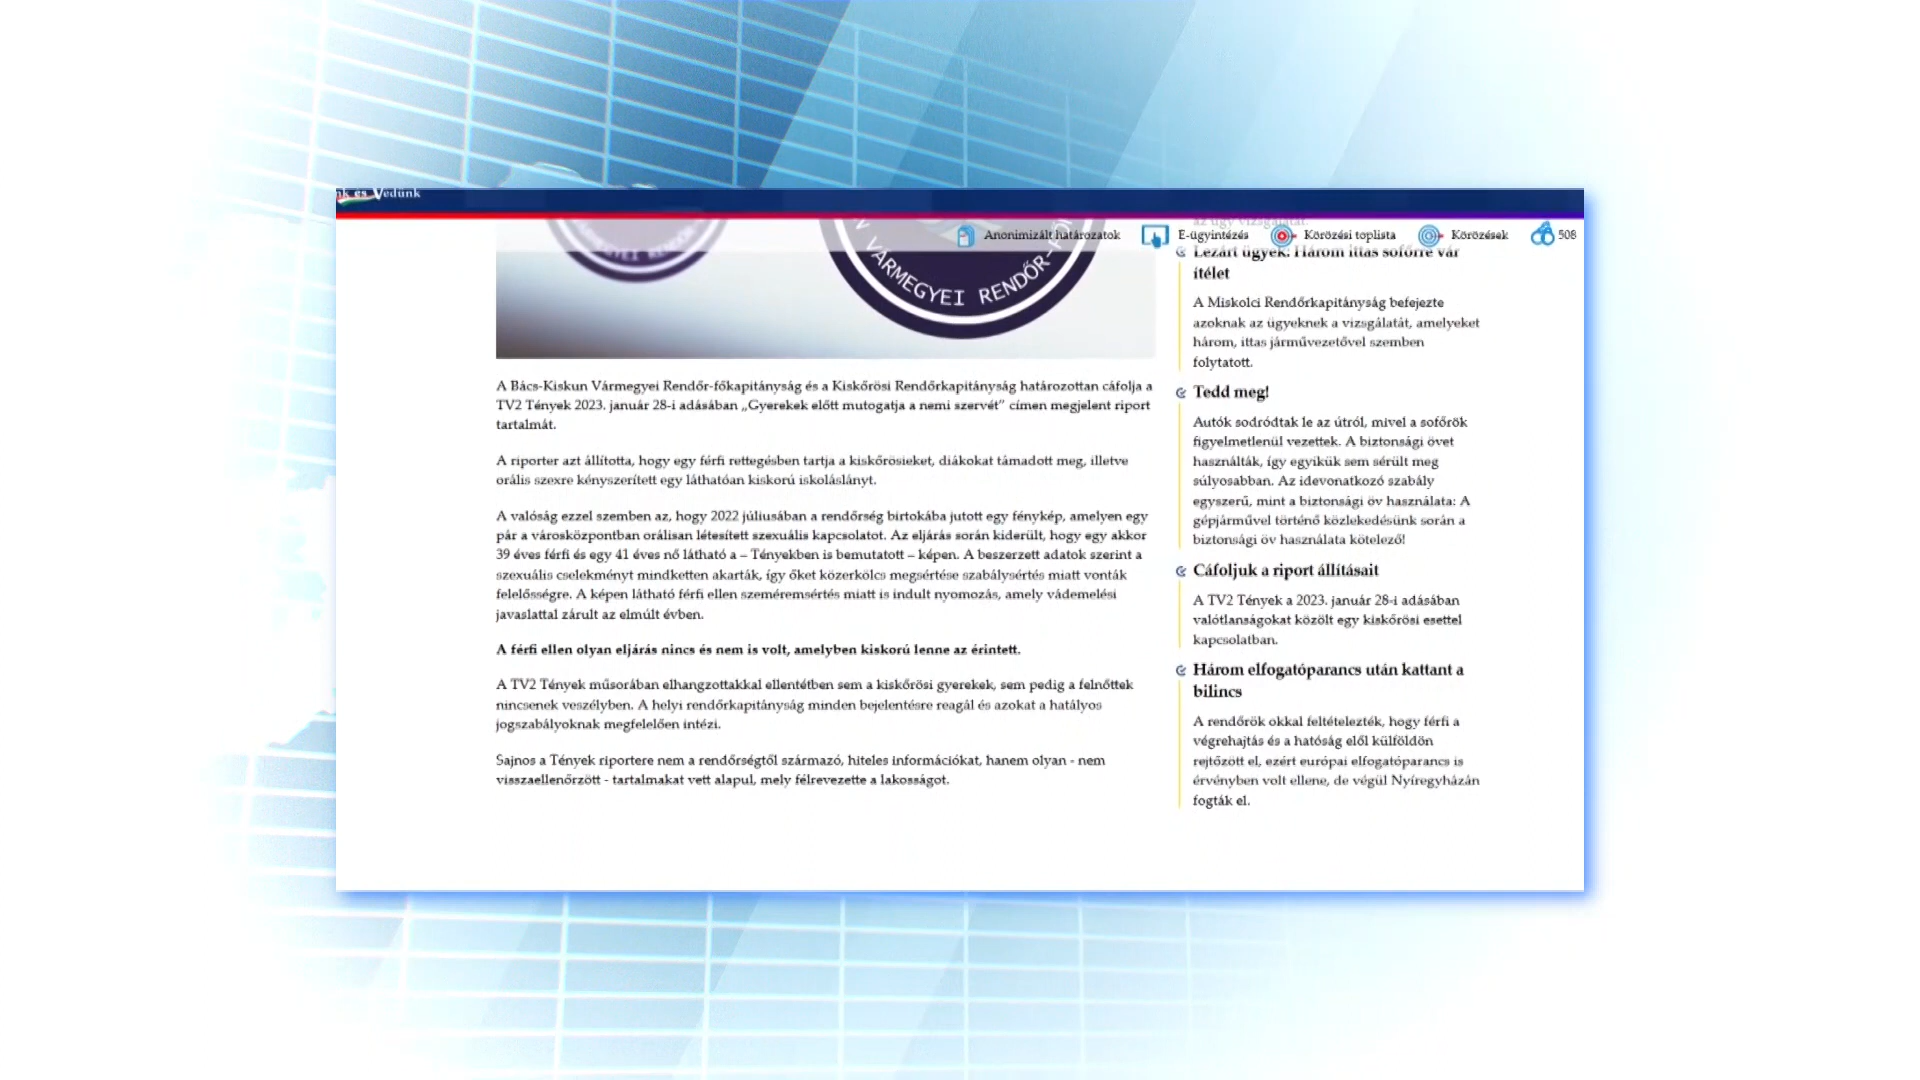 és Vedünk
MEGYEI RENDŐR-
VÁRMEGYEI RENDŐR-FŐ
Anonimizált határozatok
E-ügyintézés
Körözési toplista
Körözések
508
A Bács-Kiskun Vármegyei Rendőr-főkapitányság és a Kiskőrösi Rendőrkapitányság határozottan cáfolja a
TV2 Tények 2023. január 28-i adásában „Gyerekek előtt mutogatja a nemi szervét” címen megjelent riport
tartalmát.
A riporter azt állította, hogy egy férfi rettegésben tartja a kiskőrösieket, diákokat támadott meg, illetve
orális szexre kényszerített egy láthatóan kiskorú iskoláslányt.
A valóság ezzel szemben az, hogy 2022 júliusában a rendőrség birtokába jutott egy fénykép, amelyen egy
pár a városközpontban orálisan létesített szexuális kapcsolatot. Az eljárás során kiderült, hogy egy akkor
39 éves férfi és egy 41 éves nő látható a – Tényekben is bemutatott – képen. A beszerzett adatok szerint a
szexuális cselekményt mindketten akarták, így őket közerkölcs megsértése szabálysértés miatt vonták
felelősségre. A képen látható férfi ellen szeméremsértés miatt is indult nyomozás, amely vádemelési
javaslattal zárult az elmúlt évben.
A férfi ellen olyan eljárás nincs és nem is volt, amelyben kiskorú lenne az érintett.
A TV2 Tények műsorában elhangzottakkal ellentétben sem a kiskőrösi gyerekek, sem pedig a felnőttek
nincsenek veszélyben. A helyi rendőrkapitányság minden bejelentésre reagál és azokat a hatályos
jogszabályoknak megfelelően intézi.
Sajnos a Tények riportere nem a rendőrségtől származó, hiteles információkat, hanem olyan - nem
visszaellenőrzött - tartalmakat vett alapul, mely félrevezette a lakosságot.
az ügy vizsgálatát.
Lezárt ügyek: Három ittas sofőrre vár
ítélet
A Miskolci Rendőrkapitányság befejezte
azoknak az ügyeknek a vizsgálatát, amelyeket
három, ittas járművezetővel szemben
folytatott.
Tedd meg!
Autók sodródtak le az útról, mivel a sofőrök
figyelmetlenül vezettek. A biztonsági övet
használták, így egyikük sem sérült meg
súlyosabban. Az idevonatkozó szabály
egyszerű, mint a biztonsági öv használata: A
gépjárművel történő közlekedésünk során a
biztonsági öv használata kötelező!
Cáfoljuk a riport állításait
A TV2 Tények a 2023. január 28-i adásában
valótlanságokat közölt egy kiskőrösi esettel
kapcsolatban.
Három elfogatóparancs után kattant a
bilincs
A rendőrök okkal feltételezték, hogy férfi a
végrehajtás és a hatóság elől külföldön
rejtőzött el, ezért európai elfogatóparancs is
érvényben volt ellene, de végül Nyíregyházán
fogták el.